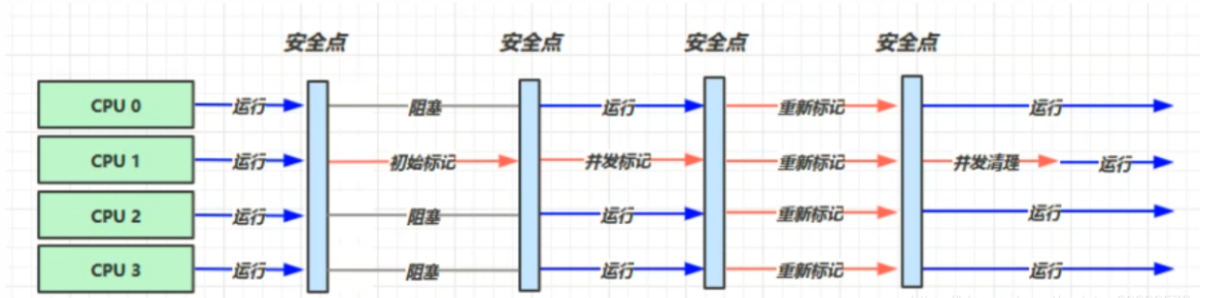 安全点 安全点 安全点 安全点
CPU 0 运行 阻塞 运行 重新标记 运行
CPU 1 运行 初始标记 并发标记 重新标记 并发清理 运行
CPU 2 运行 阻塞 运行 重新标记 运行
CPU 3 运行 阻塞 运行 重新标记 运行